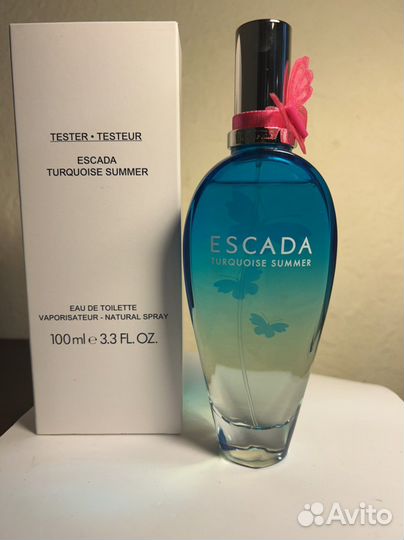 TESTER • TESTEUR
ESCADA
TURQUOISE SUMMER
EAU DE TOILETTE
VAPORISATEUR - NATURAL SPRAY
100ml e 3.3 FL.OZ.
ESCADA
TURQUOISE SUMMER
Avito